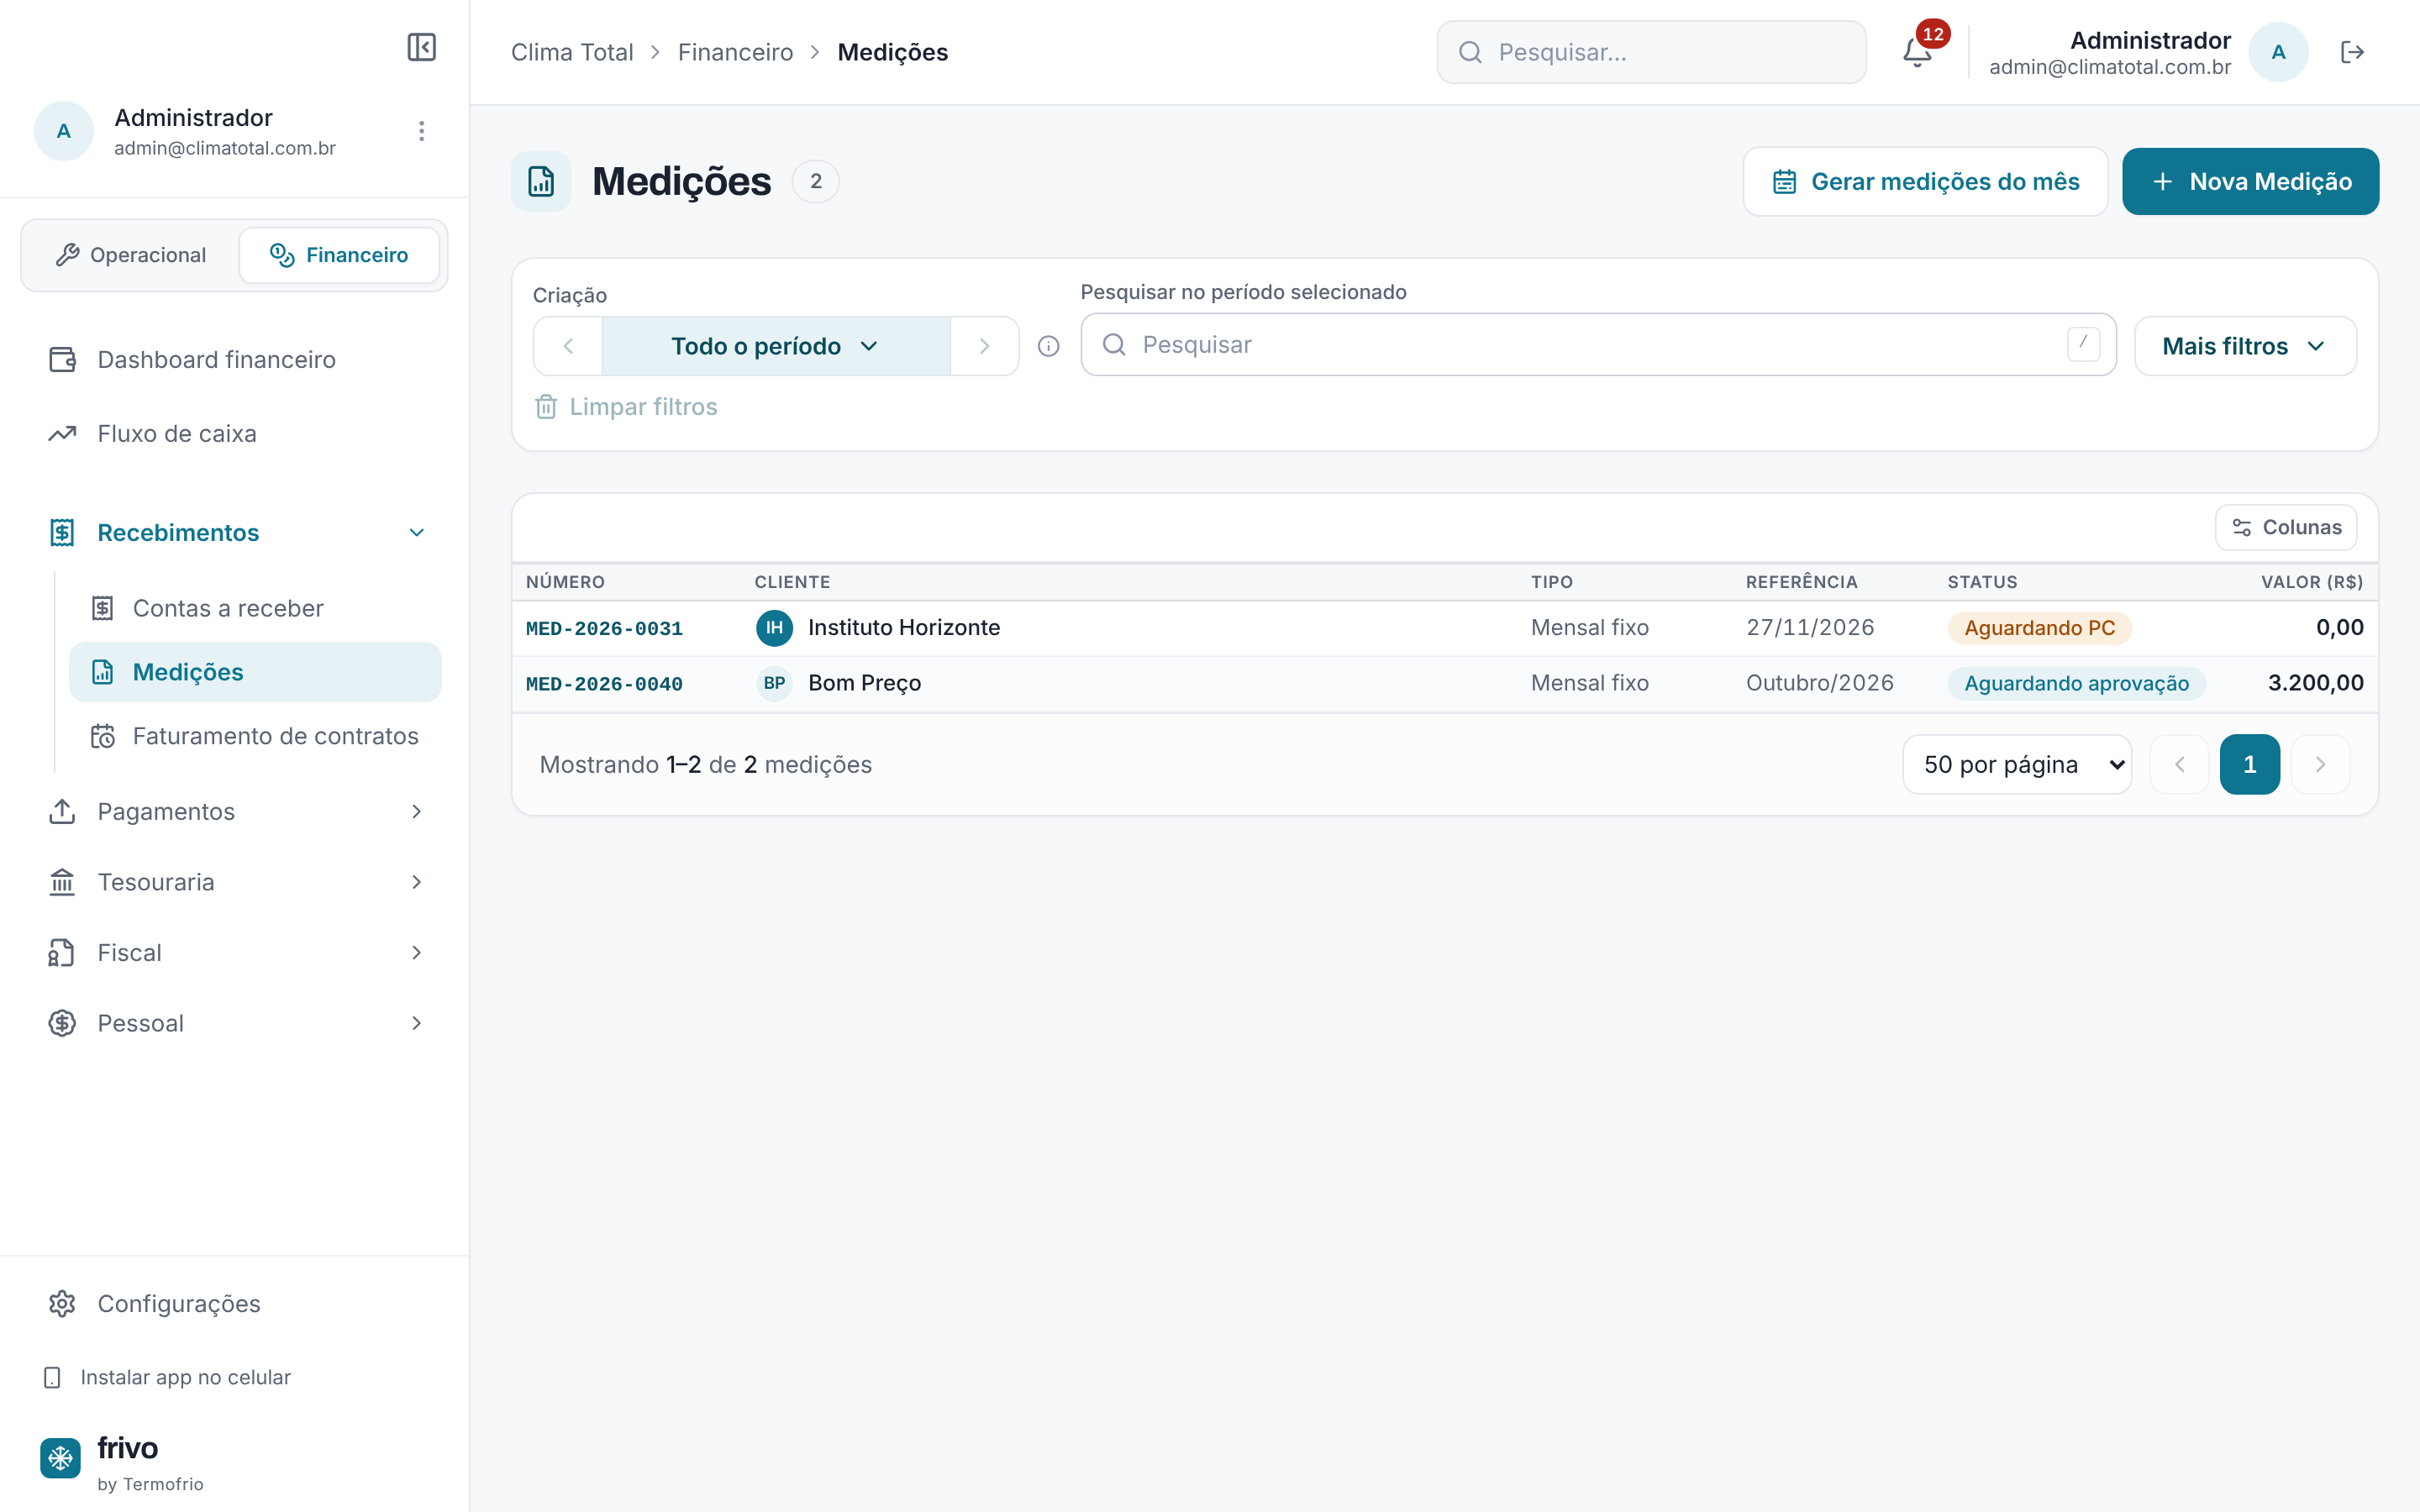 Clima Total > Financeiro > Medições
Pesquisar...
12
Administrador
admin@climatotal.com.br
A
A
Administrador
admin@climatotal.com.br
Operacional
Financeiro
Dashboard financeiro
Fluxo de caixa
Recebimentos
Contas a receber
Medições
Faturamento de contratos
Pagamentos
Tesouraria
Fiscal
Pessoal
Configurações
Instalar app no celular
frivo
by Termofrio
Medições 2
Gerar medições do mês
+ Nova Medição
Criação
Todo o período
Pesquisar no período selecionado
Pesquisar /
Mais filtros
Limpar filtros
Colunas
NÚMERO CLIENTE TIPO REFERÊNCIA STATUS VALOR (R$)
MED-2026-0031 IH Instituto Horizonte Mensal fixo 27/11/2026 Aguardando PC 0,00
MED-2026-0040 BP Bom Preço Mensal fixo Outubro/2026 Aguardando aprovação 3.200,00
Mostrando 1–2 de 2 medições
50 por página
1